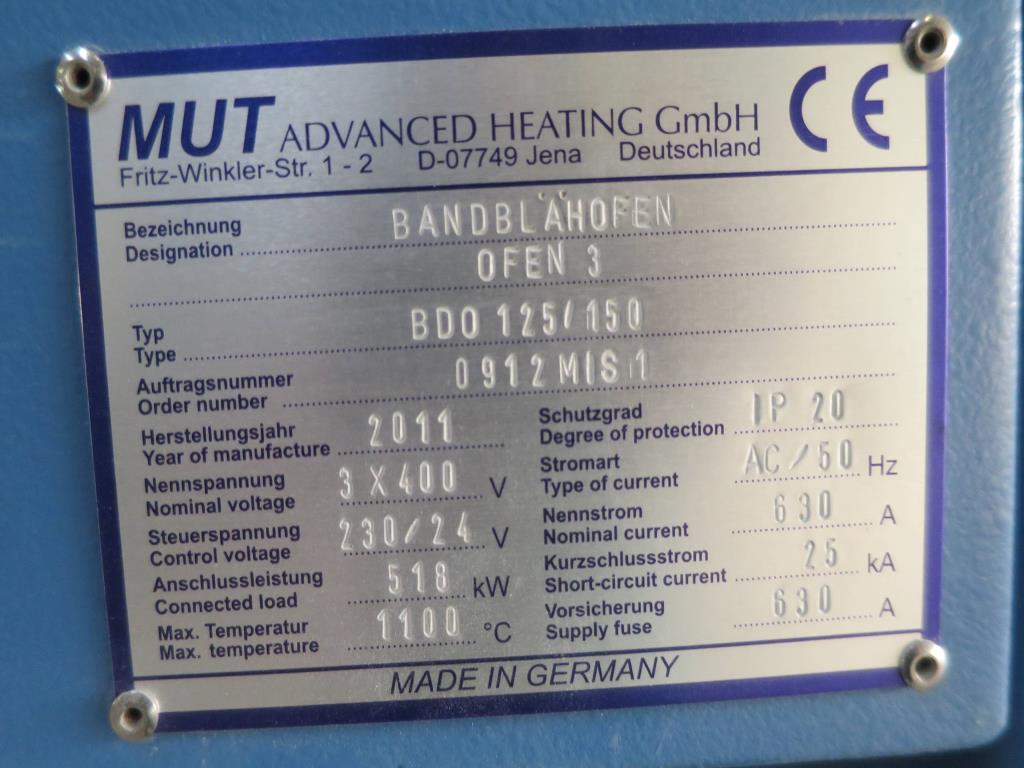 MUT ADVANCED HEATING GmbH CE
Fritz-Winkler-Str. 1 - 2 D-07749 Jena Deutschland
Bezeichnung
Designation BANDBLÄHOFEN
OFEN 3
Typ
Type BDO 125/150
Auftragsnummer
Order number 0912 MIS 1
Herstellungsjahr
Year of manufacture 2011
Schutzgrad
Degree of protection IP 20
Nennspannung
Nominal voltage 3 X 400 V
Stromart
Type of current AC/50 Hz
Steuerspannung
Control voltage 230/24 V
Nennstrom
Nominal current 630 A
Anschlussleistung
Connected load 518 kW
Kurzschlussstrom
Short-circuit current 25 kA
Max. Temperatur
Max. temperature 1100 °C
Vorsicherung
Supply fuse 630 A
MADE IN GERMANY